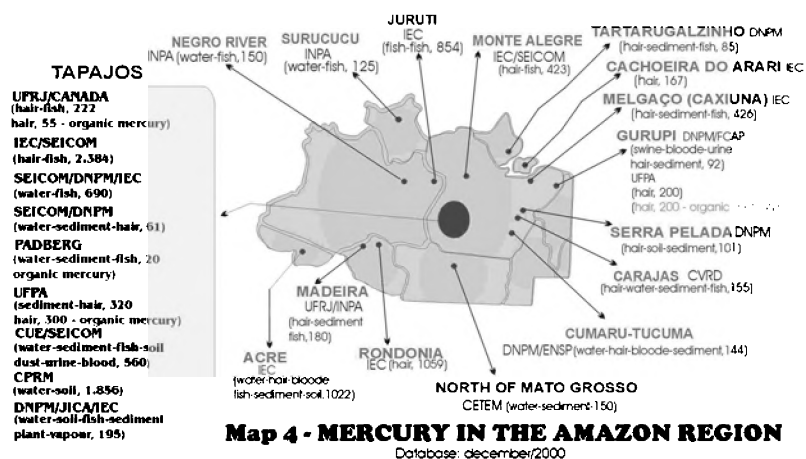 TAPAJOS
UFRJ/CANADA
(hair-fish, 222
hair, 55 - organic mercury)
IEC/SEICOM
(hair-fish, 2.384)
SEICOM/DNPM/IEC
(water-fish, 690)
SEICOM/DNPM
(water-sediment-hair, 61)
PADBERG
(water-sediment-fish, 20
organic mercury)
UFPA
(sediment-hair, 320
hair, 300 - organic mercury)
CUE/SEICOM
(water-sediment-fish-soil
dust-urine-blood, 560)
CPRM
(water-soil, 1.856)
DNPM/JICA/IEC
(water-soil-fish-sediment
plant-vapour, 195)
NEGRO RIVER
INPA (water-fish,150)
SURUCUCU
INPA
(water-fish, 125)
JURUTI
IEC
(fish-fish, 854)
MONTE ALEGRE
IEC/SEICOM
(hair-fish, 423)
TARTARUGALZINHO DNPM
(hair-sediment-fish, 85)
CACHOEIRA DO ARARI IEC
(hair, 167)
MELGAÇO (CAXIUNA) IEC
(hair-sediment-fish, 426)
GURUPI DNPM/FCAP
(swine-bloode-urine
hair-sediment, 92)
UFPA
(hair, 200)
(hair, 200 - organic
SERRA PELADA DNPM
(hair-soil-sediment,101)
CARAJAS CVRD
(hair-water-sediment-fish,155)
CUMARU-TUCUMA
DNPM/ENSP(water-hair-bloode-sediment,144)
NORTH OF MATO GROSSO
CETEM (water-sediment-150)
RONDONIA
IEC (hair, 1059)
MADEIRA
UFRJ/INPA
(hair-sediment
fish,180)
ACRE
IEC
(water-hair-bloode
fish-sediment-soil,1022)
Map 4 - MERCURY IN THE AMAZON REGION
Database: december/2000